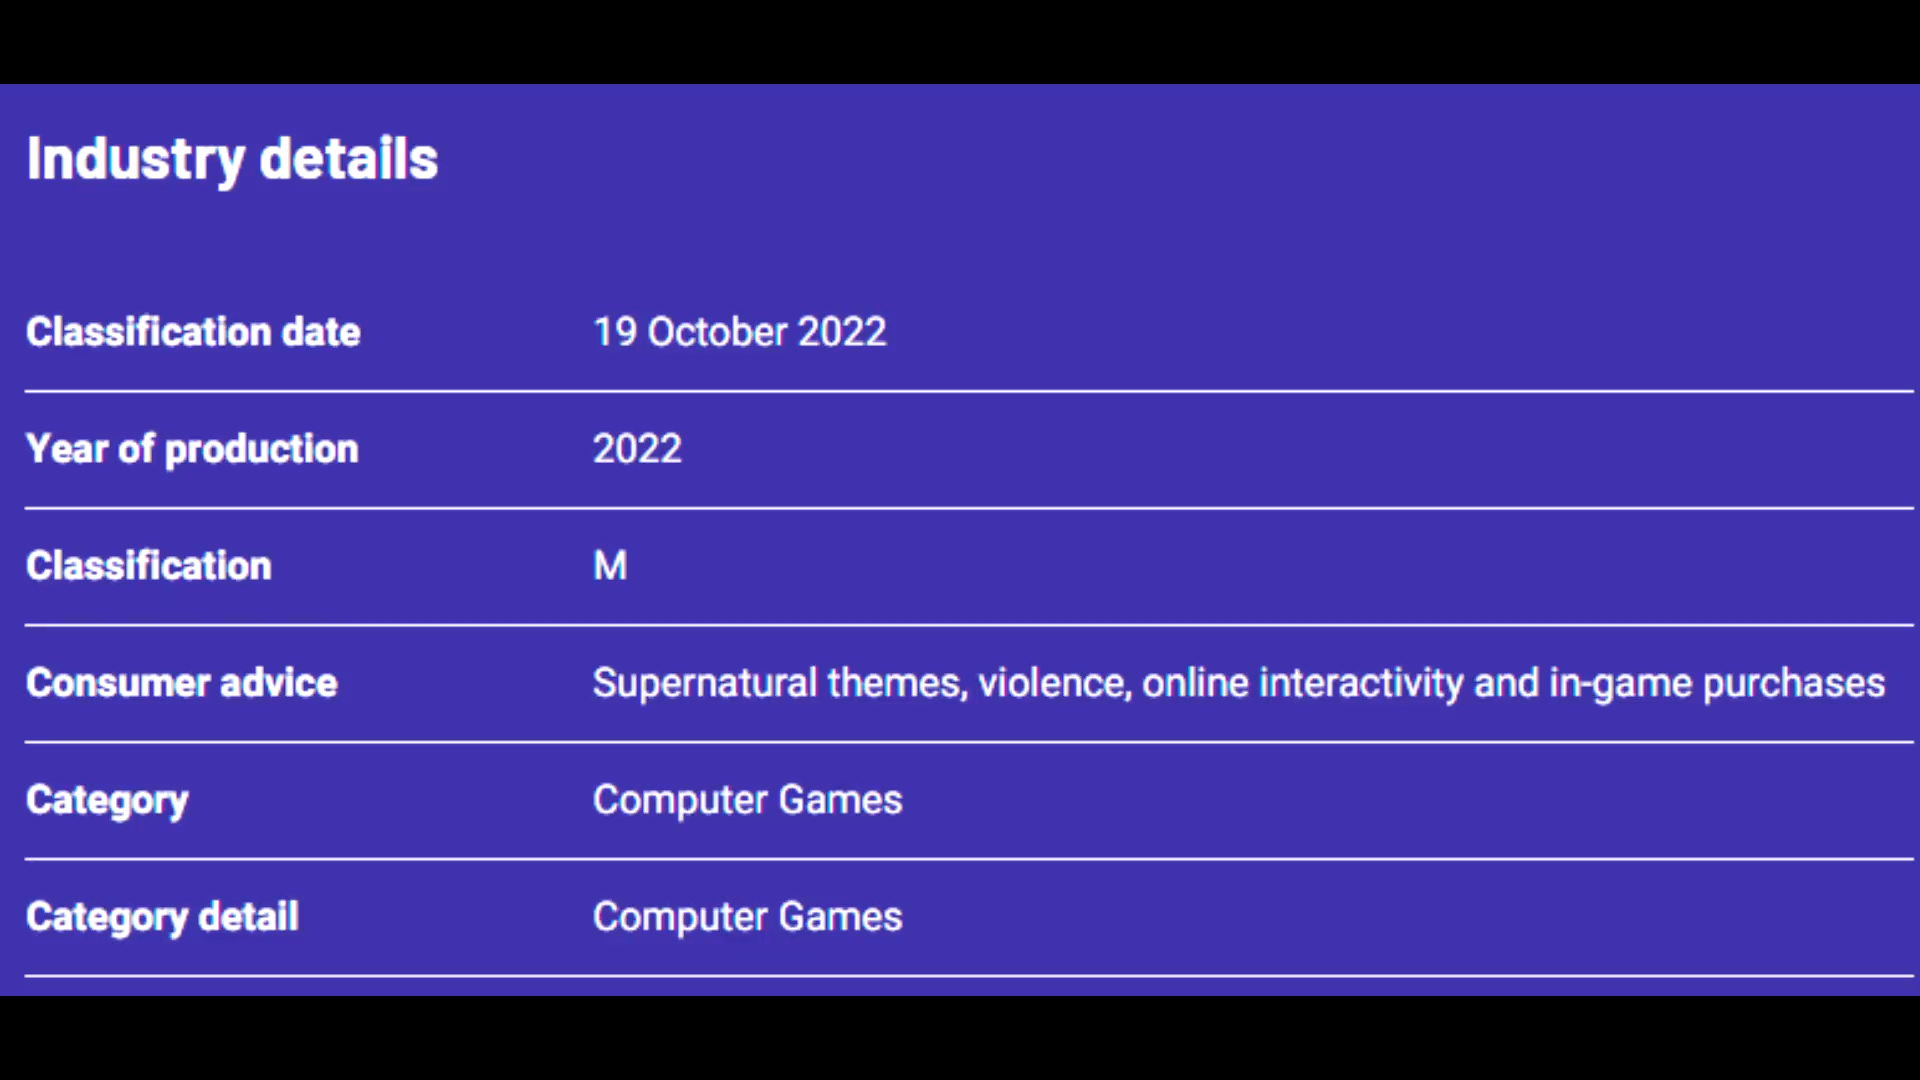 Industry details
Classification date 19 October 2022
Year of production 2022
Classification M
Consumer advice Supernatural themes, violence, online interactivity and in-game purchases
Category Computer Games
Category detail Computer Games